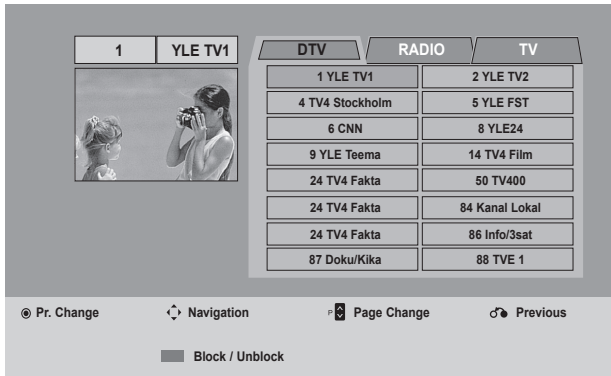 1 YLE TV1
DTV RADIO TV
1 YLE TV1 2 YLE TV2
4 TV4 Stockholm 5 YLE FST
6 CNN 8 YLE24
9 YLE Teema 14 TV4 Film
24 TV4 Fakta 50 TV400
24 TV4 Fakta 84 Kanal Lokal
24 TV4 Fakta 86 Info/3sat
87 Doku/Kika 88 TVE 1
Pr. Change Navigation P Page Change Previous
Block / Unblock